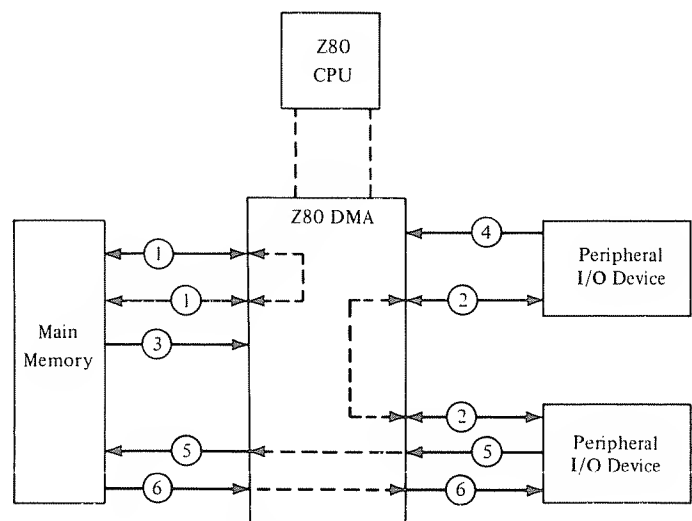 Z80
CPU
Z80 DMA
1
4
Peripheral
I/O Device
1
2
Main
Memory
3
2
5
5
Peripheral
I/O Device
6
6